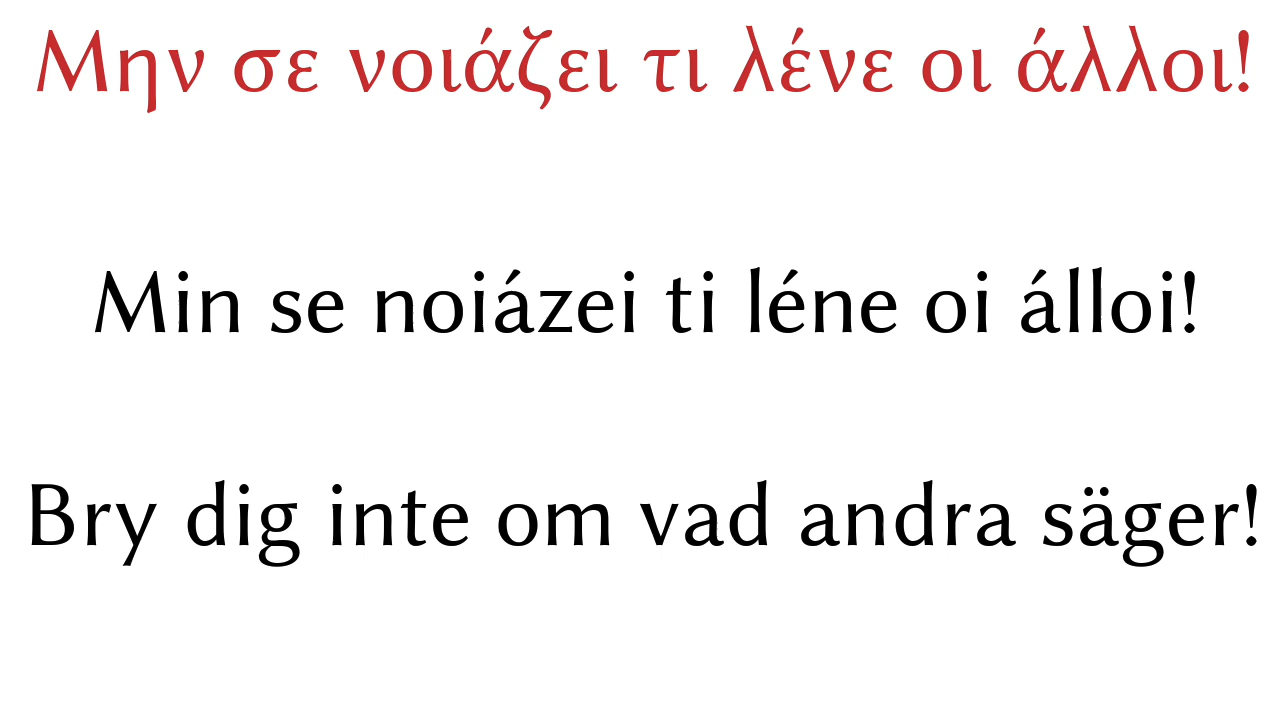 Μην σε νοιάζει τι λένε οι άλλοι!
Min se noiázei ti léne oi álloi!
Bry dig inte om vad andra säger!